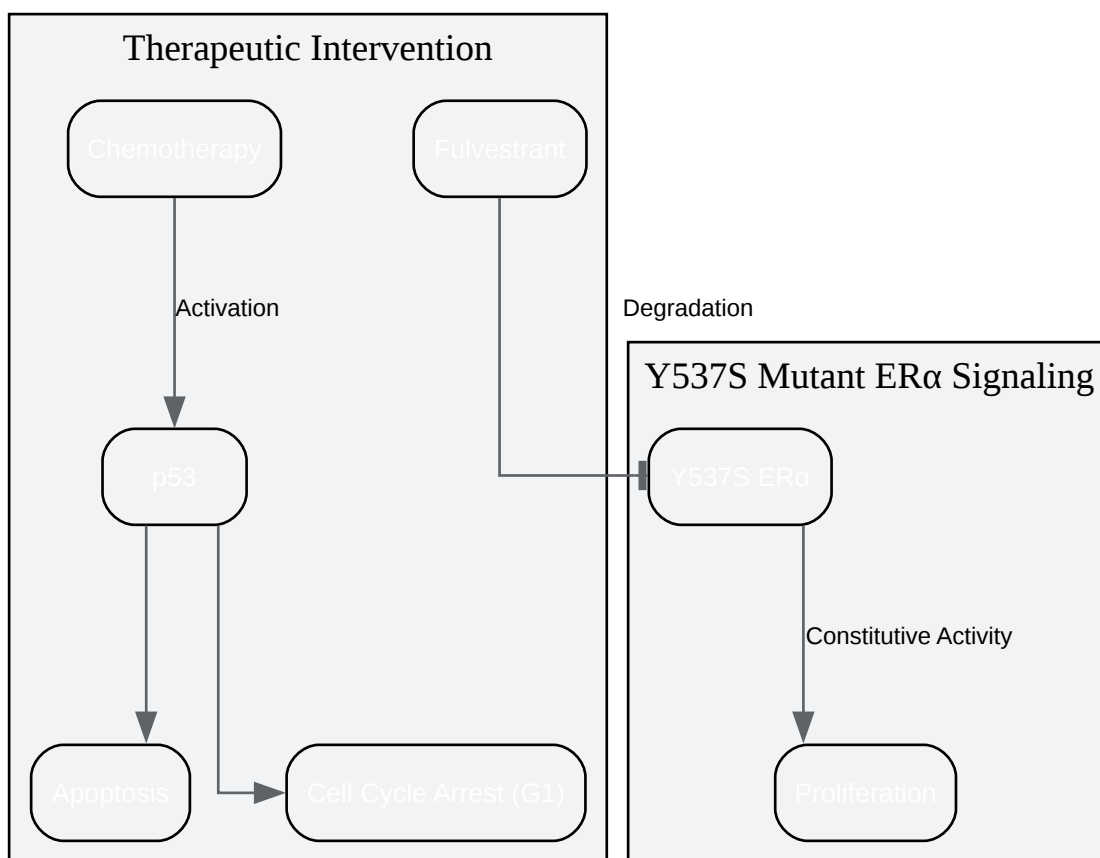 Therapeutic Intervention
Chemotherapy
Fulvestrant
Activation
Degradation
Y537S Mutant ERα Signaling
p53
Y537S ERα
Constitutive Activity
Apoptosis
Cell Cycle Arrest (G1)
Proliferation